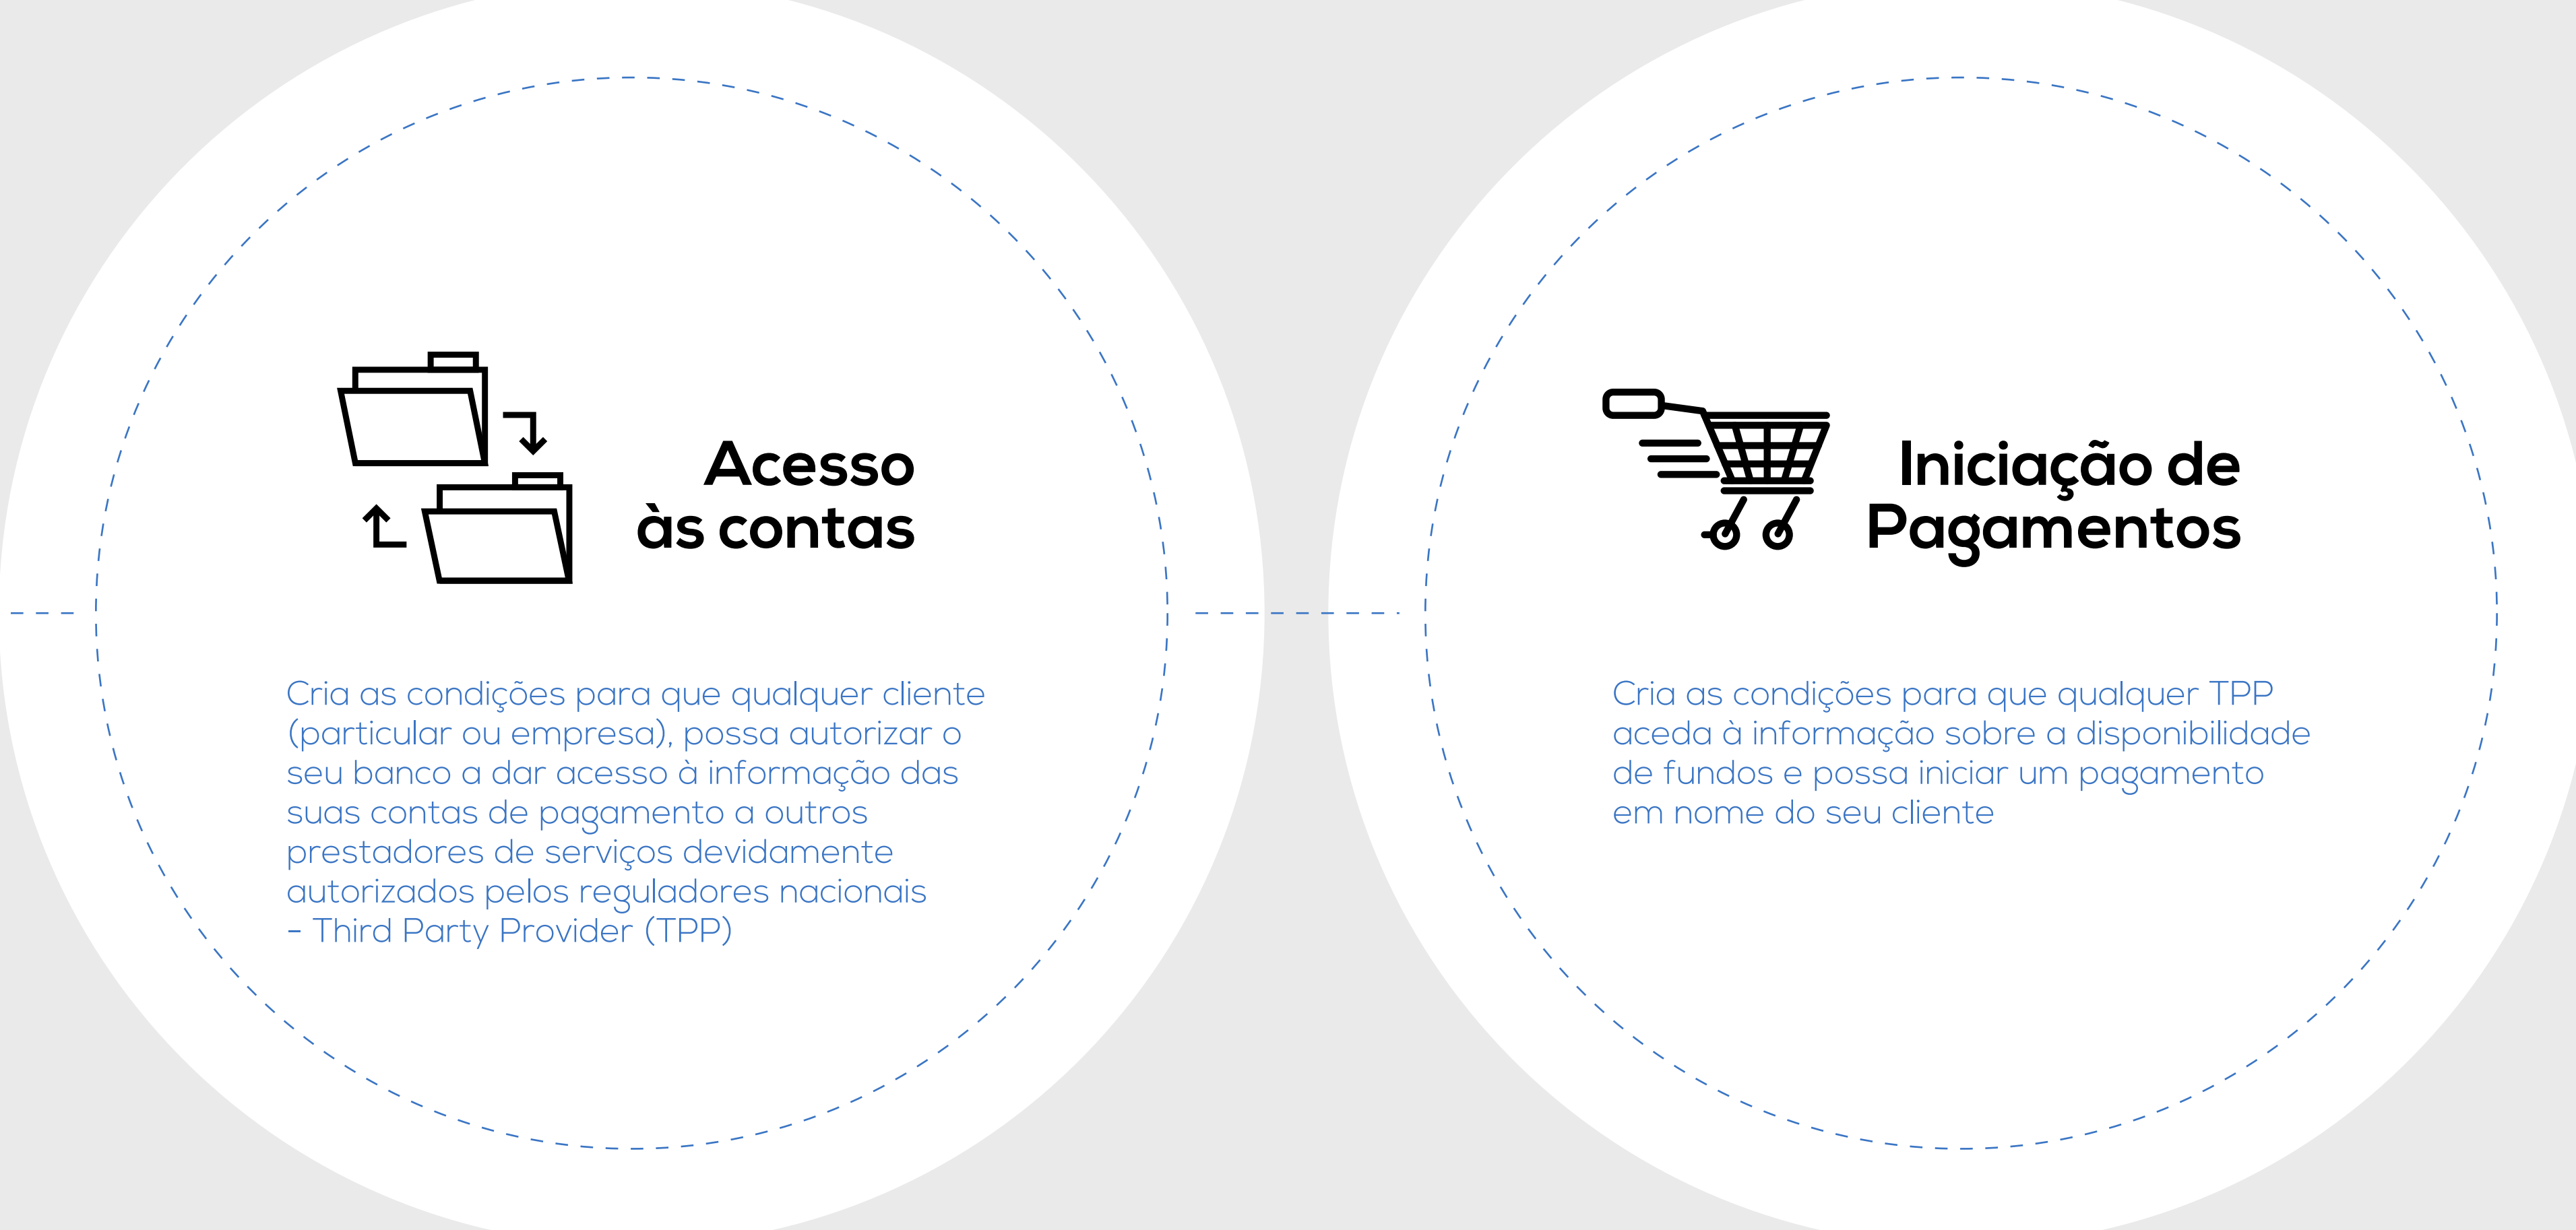 Acesso
às contas
Cria as condições para que qualquer cliente
(particular ou empresa), possa autorizar o
seu banco a dar acesso à informação das
suas contas de pagamento a outros
prestadores de serviços devidamente
autorizados pelos reguladores nacionais
- Third Party Provider (TPP)
Iniciação de
Pagamentos
Cria as condições para que qualquer TPP
aceda à informação sobre a disponibilidade
de fundos e possa iniciar um pagamento
em nome do seu cliente